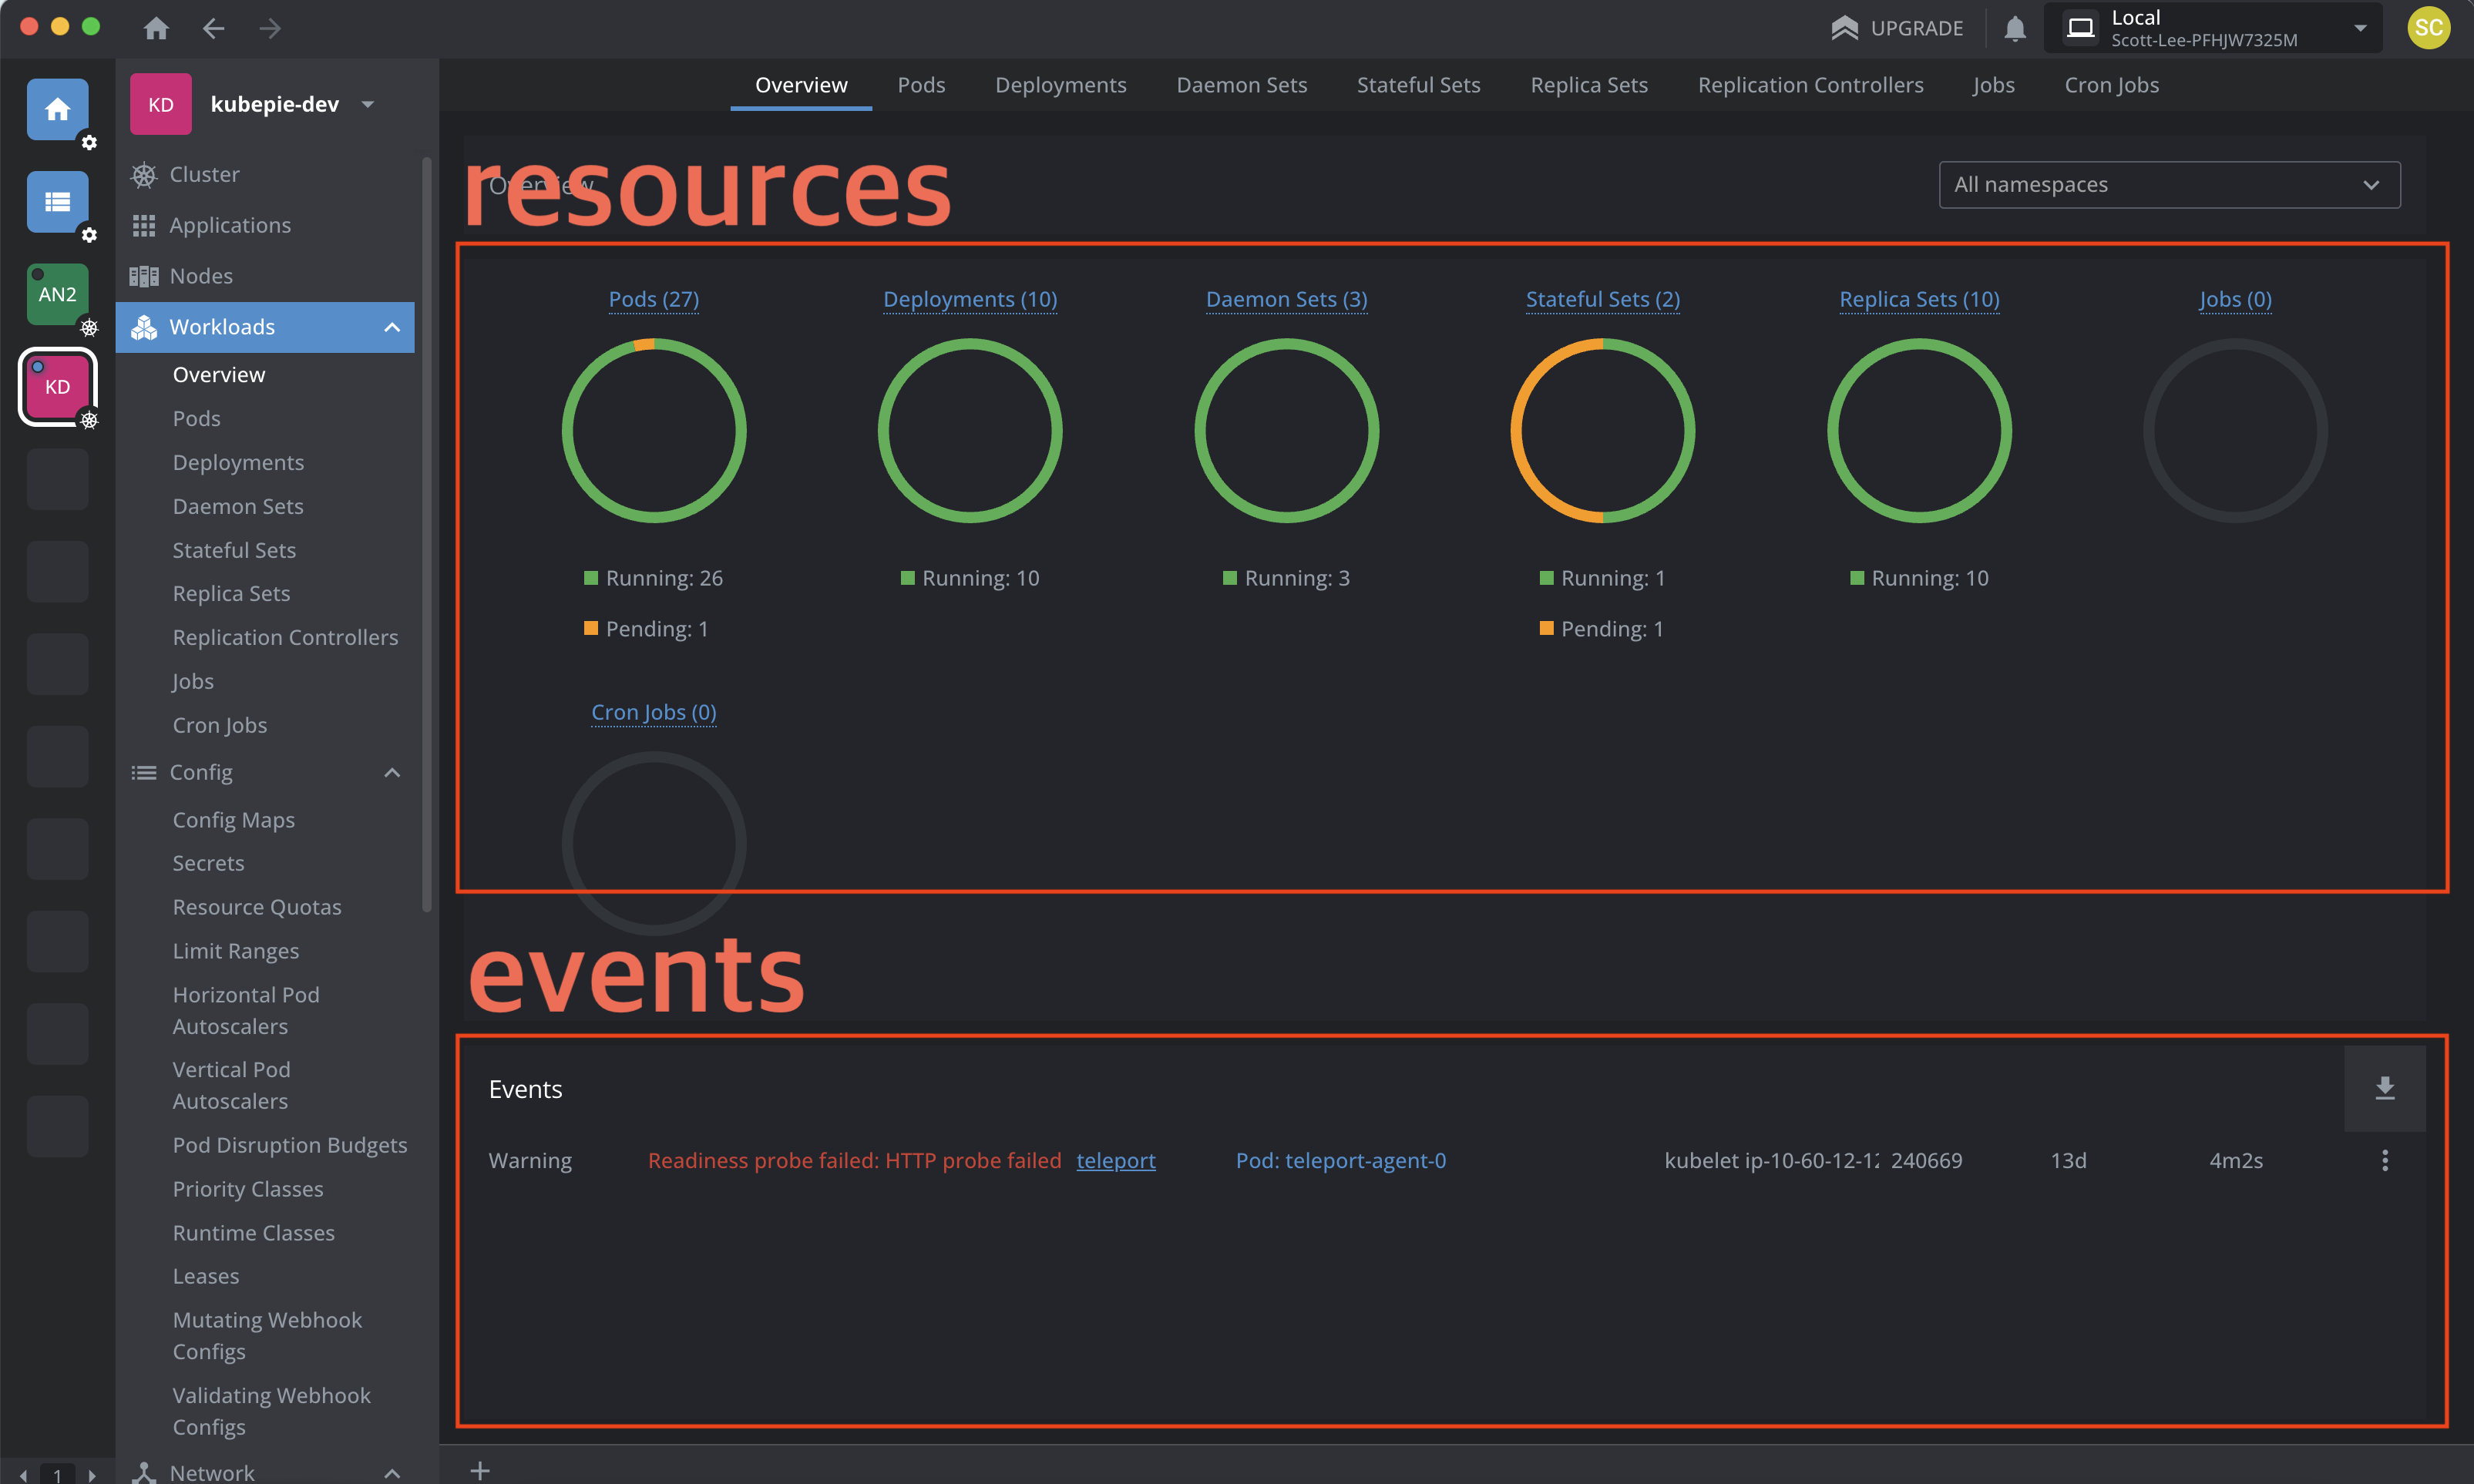 UPGRADE
Local
Scott-Lee-PFHJW7325M
SC
KD
kubepie-dev
AN2
KD
1
Cluster
Applications
Nodes
Workloads
Overview
Pods
Deployments
Daemon Sets
Stateful Sets
Replica Sets
Replication Controllers
Jobs
Cron Jobs
Config
Config Maps
Secrets
Resource Quotas
Limit Ranges
Horizontal Pod
Autoscalers
Vertical Pod
Autoscalers
Pod Disruption Budgets
Priority Classes
Runtime Classes
Leases
Mutating Webhook
Configs
Validating Webhook
Configs
Network
Overview Pods Deployments Daemon Sets Stateful Sets Replica Sets Replication Controllers Jobs Cron Jobs
resources
Overview
All namespaces
Pods (27)
Running: 26
Pending: 1
Deployments (10)
Running: 10
Daemon Sets (3)
Running: 3
Stateful Sets (2)
Running: 1
Pending: 1
Replica Sets (10)
Running: 10
Jobs (0)
Cron Jobs (0)
events
Events
Warning Readiness probe failed: HTTP probe failed teleport Pod: teleport-agent-0 kubelet ip-10-60-12-12 240669 13d 4m2s